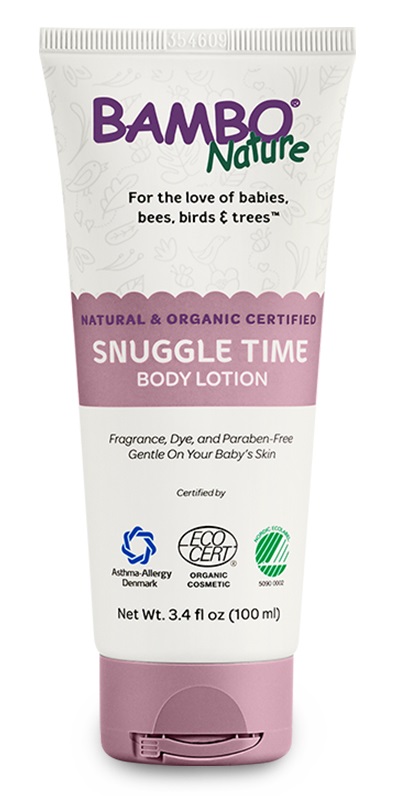 354609
BAMBO®
Nature
For the love of babies,
bees, birds & trees™
NATURAL & ORGANIC CERTIFIED
SNUGGLE TIME
BODY LOTION
Fragrance, Dye, and Paraben-Free
Gentle On Your Baby's Skin
Certified by
NORDIC ECOLABEL
ECO
CERT®
Asthma-Allergy
Denmark
ORGANIC
COSMETIC
5090 0002
Net Wt. 3.4 fl oz (100 ml)